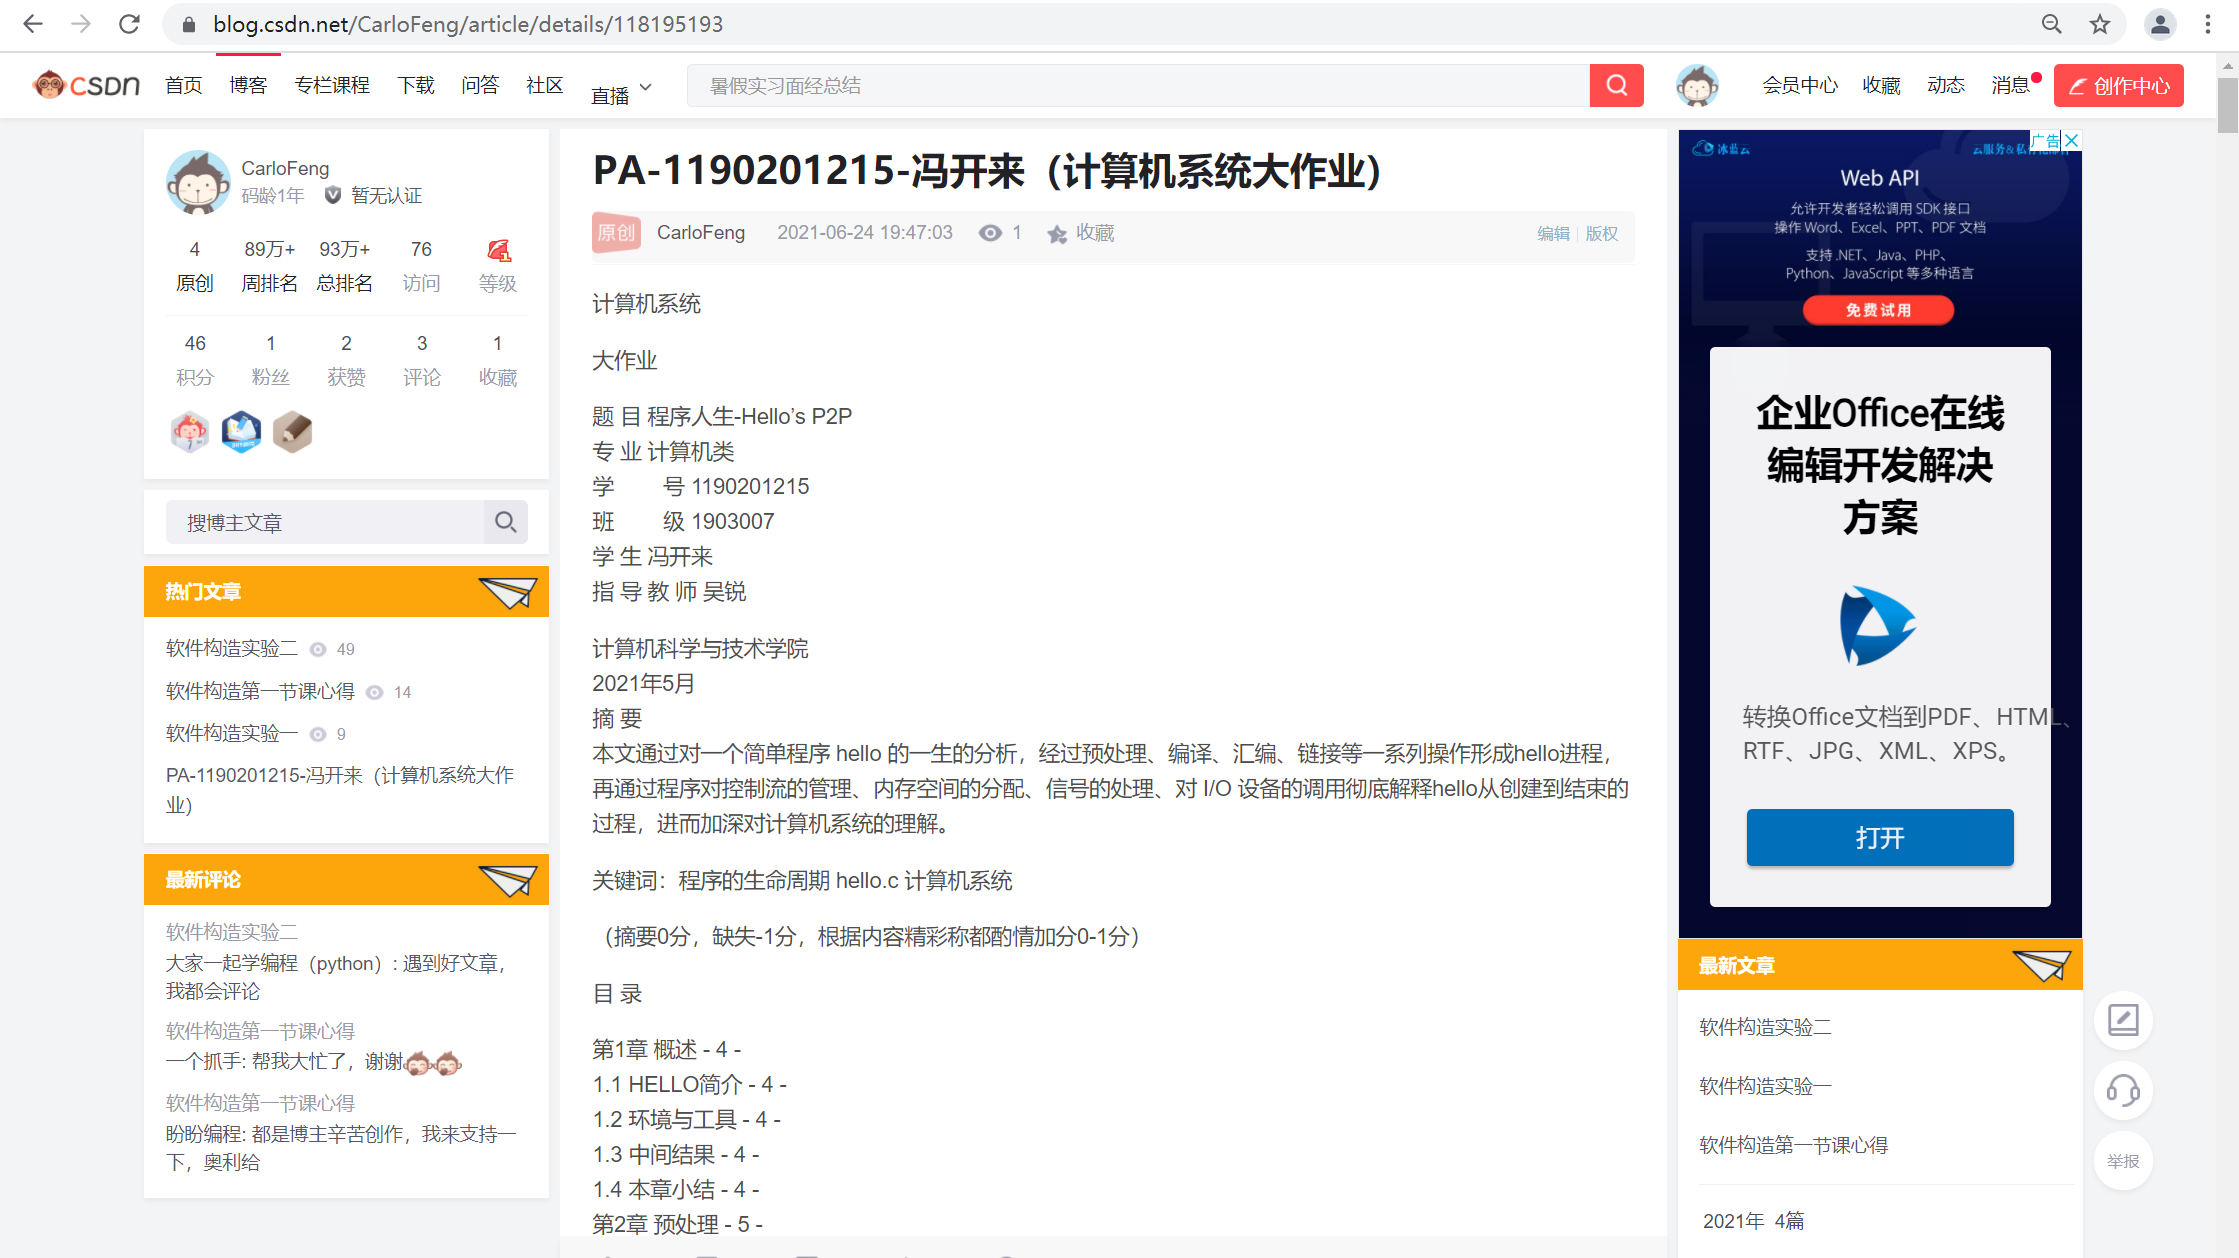 blog.csdn.net/CarloFeng/article/details/118195193
CSDN 首页 博客 专栏课程 下载 问答 社区 直播 暑假实习面经总结 会员中心 收藏 动态 消息 创作中心
CarloFeng
码龄1年 暂无认证
4 89万+ 93万+ 76 1
原创 周排名 总排名 访问 等级
46 1 2 3 1
积分 粉丝 获赞 评论 收藏
搜博主文章
热门文章
软件构造实验二 49
软件构造第一节课心得 14
软件构造实验一 9
PA-1190201215-冯开来（计算机系统大作
业）
最新评论
软件构造实验二
大家一起学编程（python）: 遇到好文章，
我都会评论
软件构造第一节课心得
一个抓手: 帮我大忙了，谢谢
软件构造第一节课心得
盼盼编程: 都是博主辛苦创作，我来支持一
下，奥利给
PA-1190201215-冯开来（计算机系统大作业）
原创 CarloFeng 2021-06-24 19:47:03 1 收藏 编辑 版权
计算机系统
大作业
题 目 程序人生-Hello’s P2P
专 业 计算机类
学 号 1190201215
班 级 1903007
学 生 冯开来
指 导 教 师 吴锐
计算机科学与技术学院
2021年5月
摘 要
本文通过对一个简单程序 hello 的一生的分析，经过预处理、编译、汇编、链接等一系列操作形成hello进程，
再通过程序对控制流的管理、内存空间的分配、信号的处理、对 I/O 设备的调用彻底解释hello从创建到结束的
过程，进而加深对计算机系统的理解。
关键词：程序的生命周期 hello.c 计算机系统
（摘要0分，缺失-1分，根据内容精彩称都酌情加分0-1分）
目 录
第1章 概述 - 4 -
1.1 HELLO简介 - 4 -
1.2 环境与工具 - 4 -
1.3 中间结果 - 4 -
1.4 本章小结 - 4 -
第2章 预处理 - 5 -
广告
冰蓝云 云服务&私
Web API
允许开发者轻松调用 SDK 接口
操作 Word、Excel、PPT、PDF 文档
支持 .NET、Java、PHP、
Python、JavaScript 等多种语言
免费试用
企业Office在线
编辑开发解决
方案
转换Office文档到PDF、HTML、
RTF、JPG、XML、XPS。
打开
最新文章
软件构造实验二
软件构造实验一
软件构造第一节课心得
2021年 4篇
举报